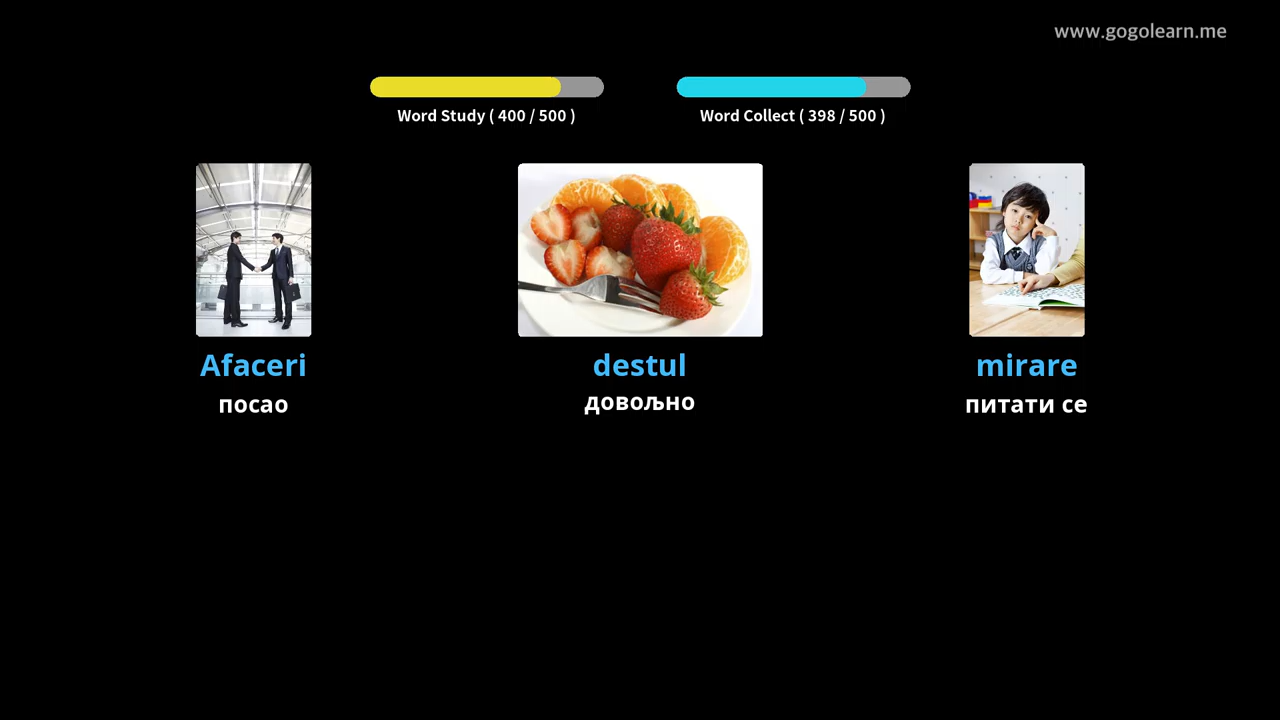 www.gogolearn.me
Word Study ( 400 / 500 )
Word Collect ( 398 / 500 )
Afaceri
посао
destul
довољно
mirare
питати се